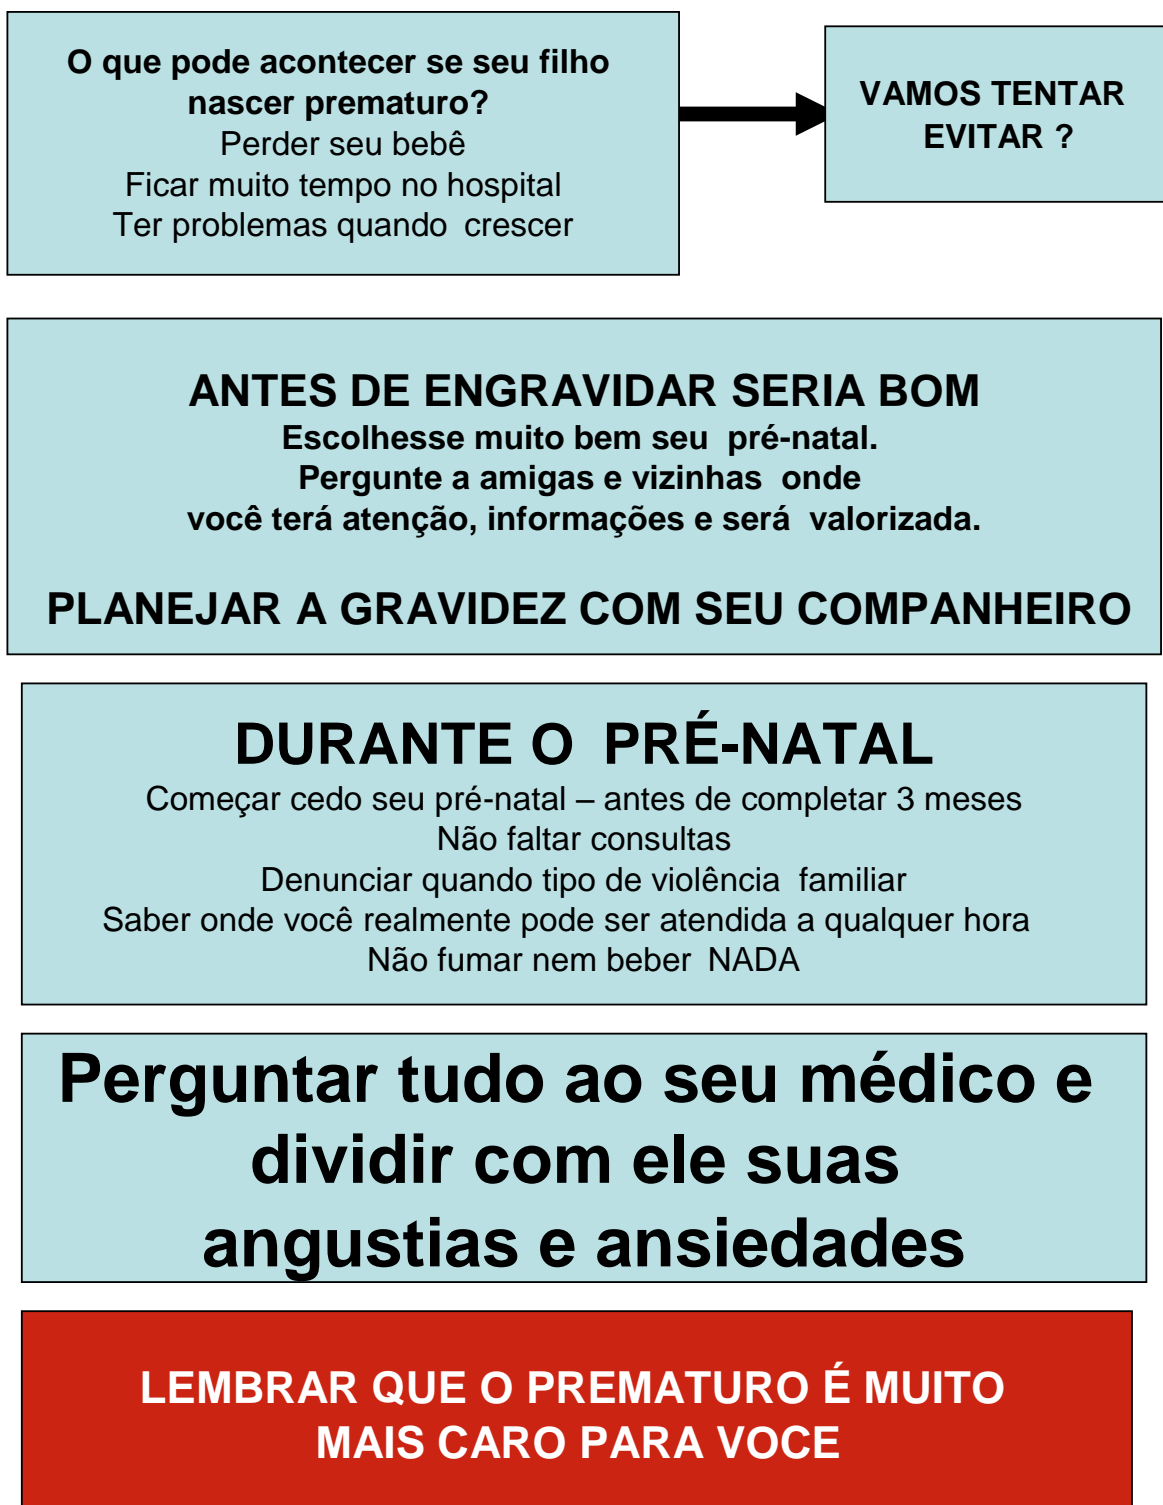 O que pode acontecer se seu filho
nascer prematuro?
Perder seu bebê
Ficar muito tempo no hospital
Ter problemas quando crescer
VAMOS TENTAR
EVITAR ?
ANTES DE ENGRAVIDAR SERIA BOM
Escolhesse muito bem seu pré-natal.
Pergunte a amigas e vizinhas onde
você terá atenção, informações e será valorizada.
PLANEJAR A GRAVIDEZ COM SEU COMPANHEIRO
DURANTE O PRÉ-NATAL
Começar cedo seu pré-natal – antes de completar 3 meses
Não faltar consultas
Denunciar quando tipo de violência familiar
Saber onde você realmente pode ser atendida a qualquer hora
Não fumar nem beber NADA
Perguntar tudo ao seu médico e
dividir com ele suas
angustias e ansiedades
LEMBRAR QUE O PREMATURO É MUITO
MAIS CARO PARA VOCE